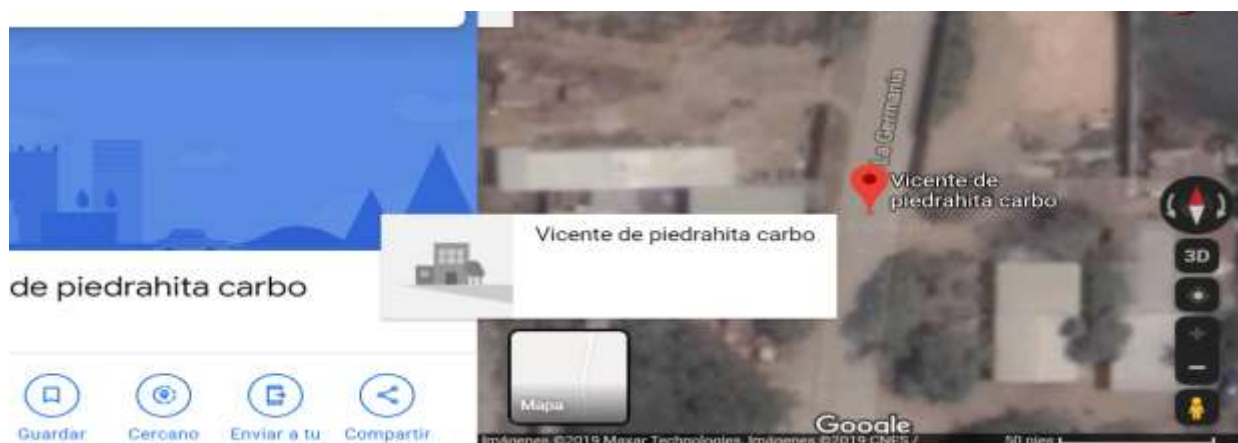 de piedrahita carbo
Guardar
Cercano
Enviar a tu
Compartir
Vicente de piedrahita carbo
La Germania
Vicente de
piedrahita carbo
3D
Mapa
Google
Imágenes ©2019 Maxar Technologies, Imágenes ©2019 CNES /
50 pies